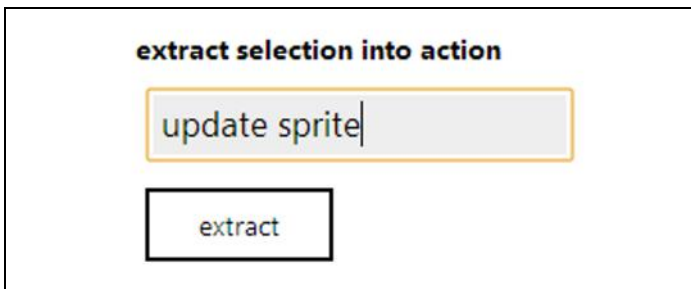 extract selection into action
update sprite
extract